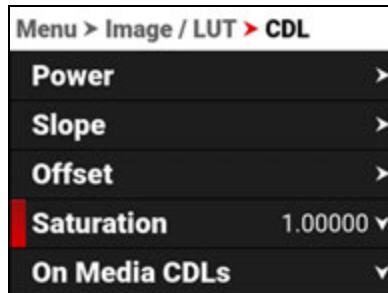 Menu > Image / LUT > CDL
Power >
Slope >
Offset >
Saturation 1.00000
On Media CDLs